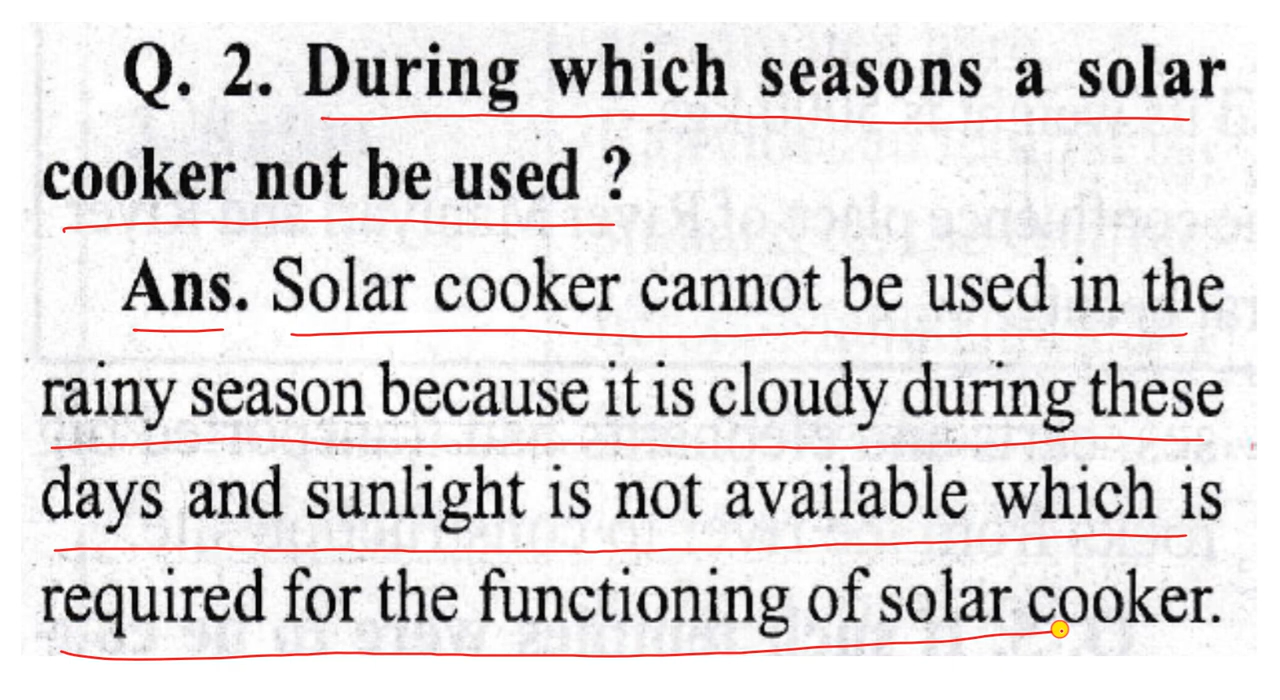 Q. 2. During which seasons a solar
cooker not be used ?
Ans. Solar cooker cannot be used in the
rainy season because it is cloudy during these
days and sunlight is not available which is
required for the functioning of solar cooker.